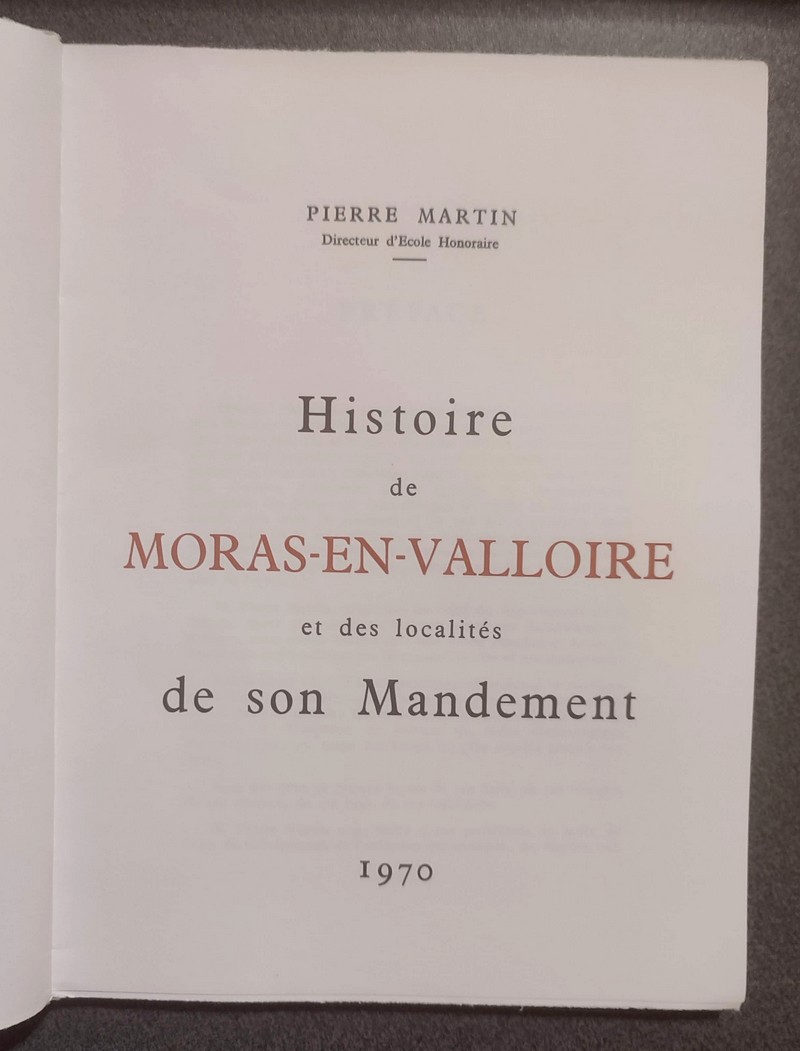 PIERRE MARTIN
Directeur d'Ecole Honoraire
Histoire
de
MORAS-EN-VALLOIRE
et des localités
de son Mandement
1970